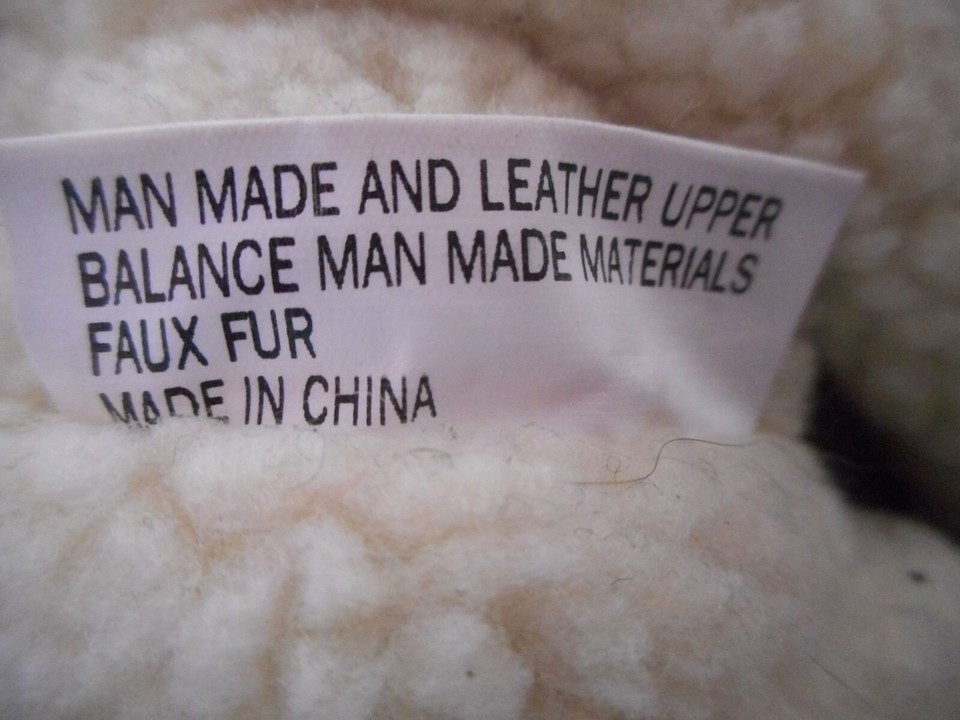 MAN MADE AND LEATHER UPPER
BALANCE MAN MADE MATERIALS
FAUX FUR
MADE IN CHINA